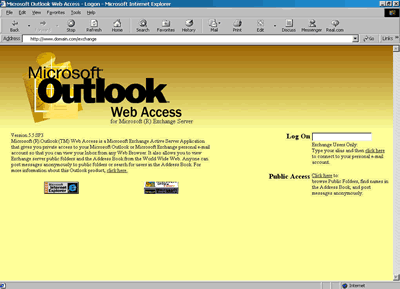 Microsoft Outlook Web Access - Logon - Microsoft Internet Explorer
File Edit View Favorites Tools Help
Back Forward Stop Refresh Home Search Favorites History Mail Print Edit Discuss Messenger Real.com
Address http://www.domain.com/exchange Go Links »
Microsoft
Outlook
Web Access
for Microsoft (R) Exchange Server
Version 5.5 SP3
Microsoft (R) Outlook (TM) Web Access is a Microsoft Exchange Active Server Application
that gives you private access to your Microsoft Outlook or Microsoft Exchange personal e-mail
account so that you can view your Inbox from any Web Browser. It also allows you to view
Exchange server public folders and the Address Book from the World Wide Web. Anyone can
post messages anonymously to public folders or search for users in the Address Book. For
more information about this Outlook product, click here.
Log On
Exchange Users Only:
Type your alias and then click here
to connect to your personal e-mail
account.
Public Access Click here to
browse Public Folders, find names in
the Address Book, and post
messages anonymously.
Microsoft
Internet Explorer
Internet